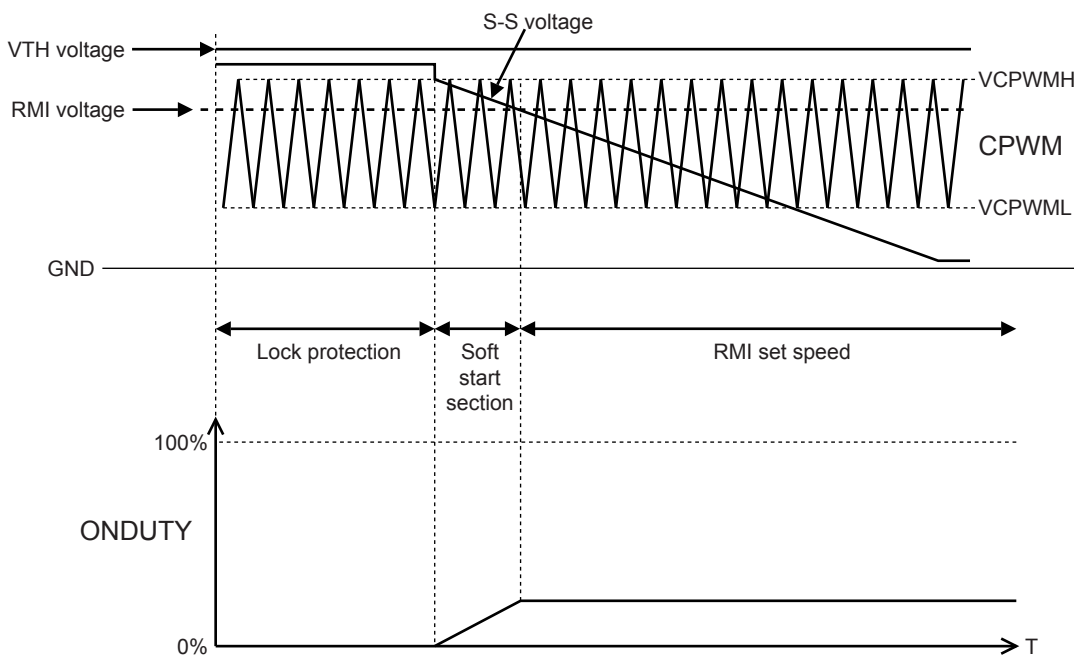 S-S voltage
VTH voltage
VCPWMH
RMI voltage
CPWM
VCPWML
GND
Lock protection
Soft
start
section
RMI set speed
100%
ONDUTY
0%
T